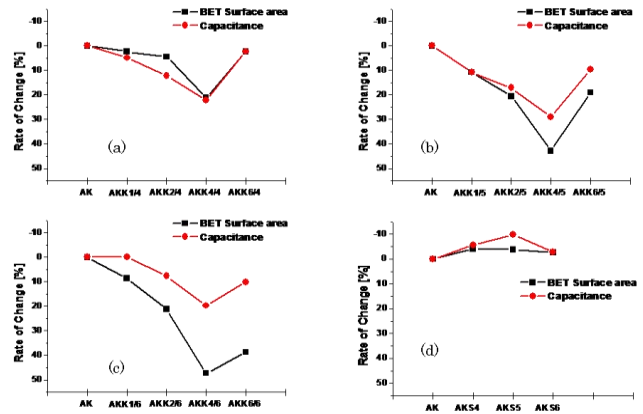 BET Surface area
Capacitance
Rate of Change [%]
-10
0
10
20
30
40
50
(a)
AK AKK1/4 AKK2/4 AKK4/4 AKK6/4
BET Surface area
Capacitance
Rate of Change [%]
-10
0
10
20
30
40
50
(b)
AK AKK1/5 AKK2/5 AKK4/5 AKK6/5
BET Surface area
Capacitance
Rate of Change [%]
-10
0
10
20
30
40
50
(c)
AK AKK1/6 AKK2/6 AKK4/6 AKK6/6
Rate of Change [%]
-10
0
10
20
30
40
50
BET Surface area
Capacitance
(d)
AK AKS4 AKS5 AKS6